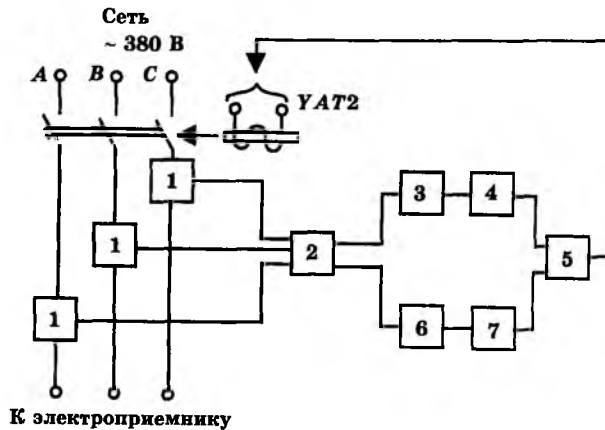 Сеть
~ 380 В
A B C
YAT2
1
3 4
1
2
5
1
6 7
К электроприемнику